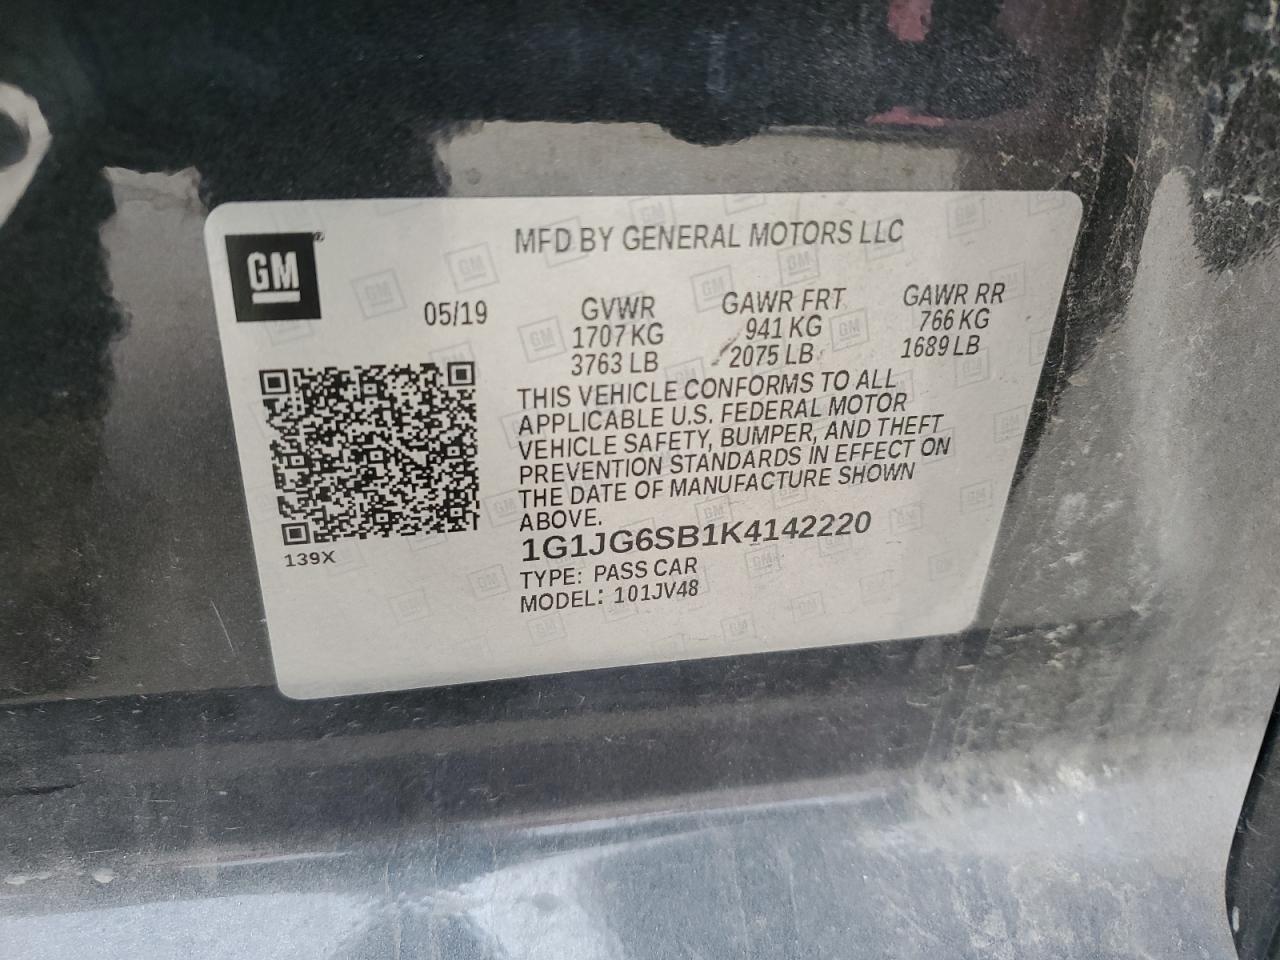 GM®
MFD BY GENERAL MOTORS LLC
05/19
GVWR
1707 KG
3763 LB
GAWR FRT
941 KG
2075 LB
GAWR RR
766 KG
1689 LB
THIS VEHICLE CONFORMS TO ALL
APPLICABLE U.S. FEDERAL MOTOR
VEHICLE SAFETY, BUMPER, AND THEFT
PREVENTION STANDARDS IN EFFECT ON
THE DATE OF MANUFACTURE SHOWN
ABOVE.
1G1JG6SB1K4142220
TYPE: PASS CAR
MODEL: 101JV48
139X